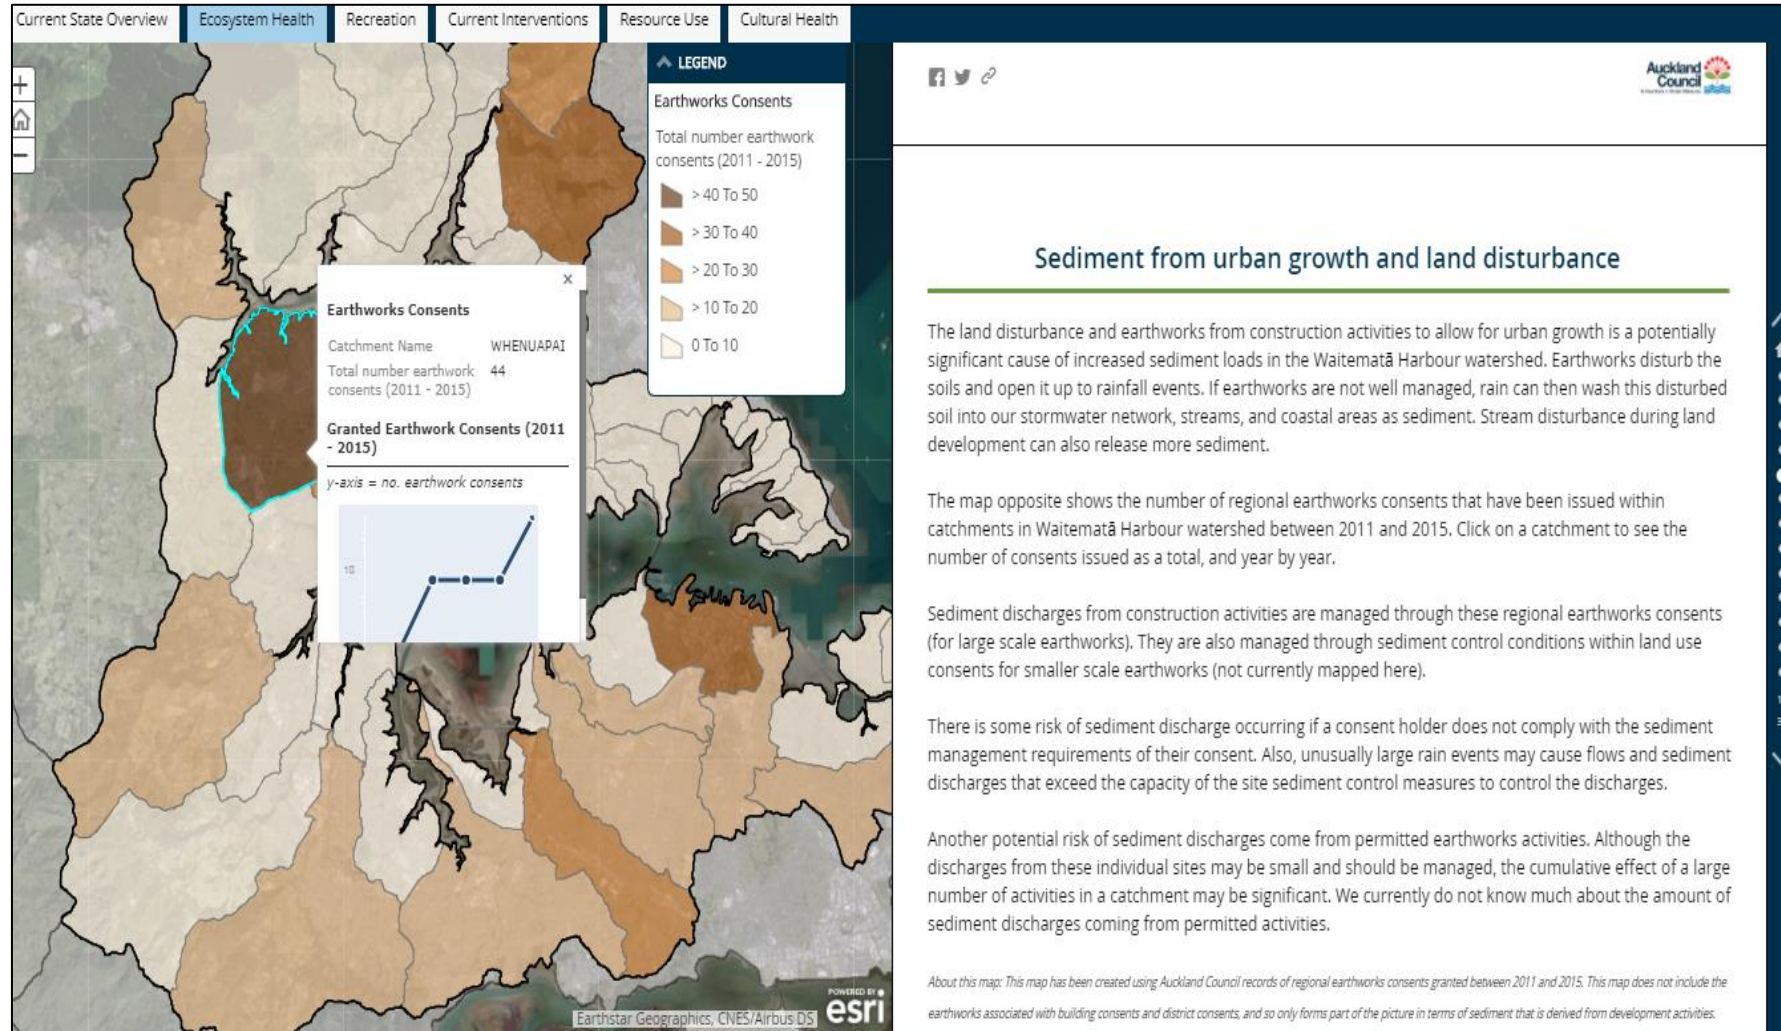 Current State Overview
Ecosystem Health
Recreation
Current Interventions
Resource Use
Cultural Health
LEGEND
Earthworks Consents
Total number earthwork
consents (2011 - 2015)
> 40 To 50
> 30 To 40
> 20 To 30
> 10 To 20
0 To 10
×
Earthworks Consents
Catchment Name WHENUAPAI
Total number earthwork 44
consents (2011 - 2015)
Granted Earthwork Consents (2011
- 2015)
y-axis = no. earthwork consents
10
POWERED BY
esri
Earthstar Geographics, CNES/Airbus DS
Auckland
Council
Sediment from urban growth and land disturbance
The land disturbance and earthworks from construction activities to allow for urban growth is a potentially
significant cause of increased sediment loads in the Waitematā Harbour watershed. Earthworks disturb the
soils and open it up to rainfall events. If earthworks are not well managed, rain can then wash this disturbed
soil into our stormwater network, streams, and coastal areas as sediment. Stream disturbance during land
development can also release more sediment.
The map opposite shows the number of regional earthworks consents that have been issued within
catchments in Waitematā Harbour watershed between 2011 and 2015. Click on a catchment to see the
number of consents issued as a total, and year by year.
Sediment discharges from construction activities are managed through these regional earthworks consents
(for large scale earthworks). They are also managed through sediment control conditions within land use
consents for smaller scale earthworks (not currently mapped here).
There is some risk of sediment discharge occurring if a consent holder does not comply with the sediment
management requirements of their consent. Also, unusually large rain events may cause flows and sediment
discharges that exceed the capacity of the site sediment control measures to control the discharges.
Another potential risk of sediment discharges come from permitted earthworks activities. Although the
discharges from these individual sites may be small and should be managed, the cumulative effect of a large
number of activities in a catchment may be significant. We currently do not know much about the amount of
sediment discharges coming from permitted activities.
About this map: This map has been created using Auckland Council records of regional earthworks consents granted between 2011 and 2015. This map does not include the
earthworks associated with building consents and district consents, and so only forms part of the picture in terms of sediment that is derived from development activities.